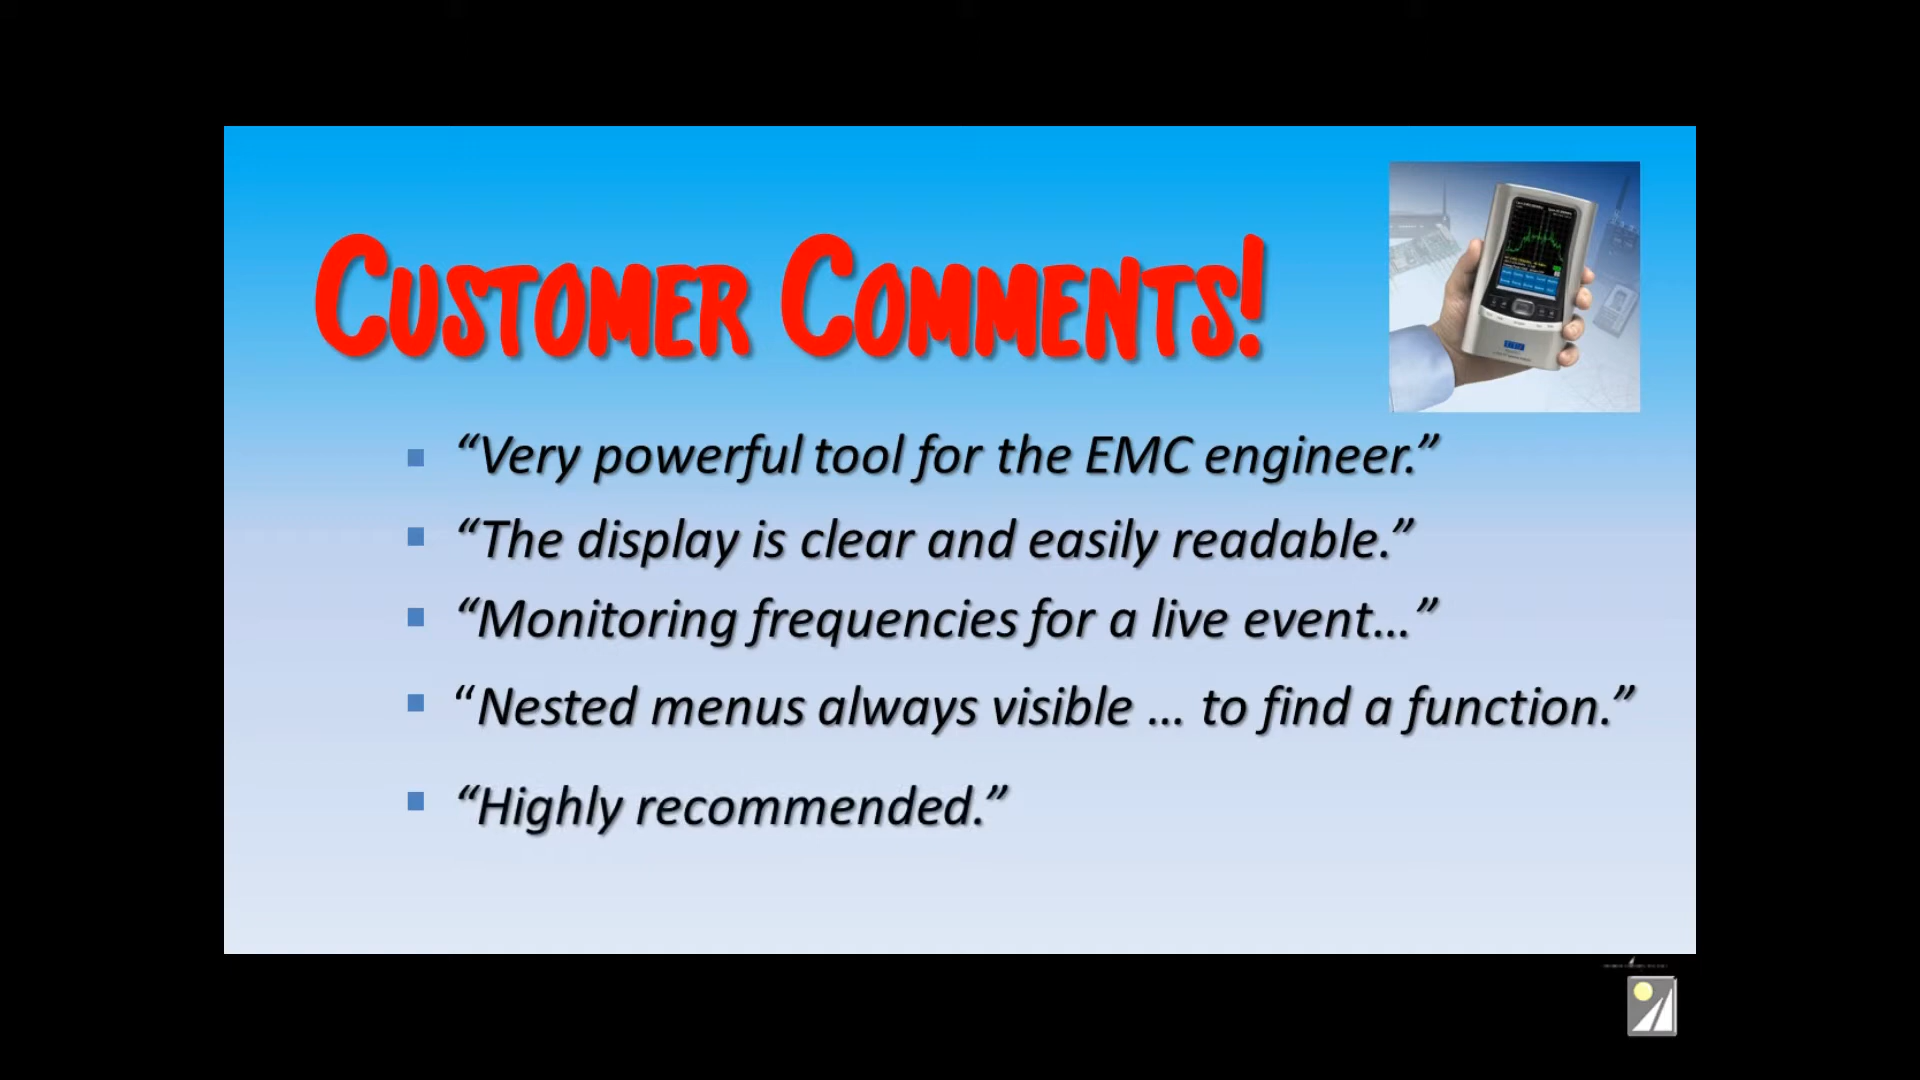 Customer Comments!
“Very powerful tool for the EMC engineer.”
“The display is clear and easily readable.”
“Monitoring frequencies for a live event...”
“Nested menus always visible ... to find a function.”
“Highly recommended.”